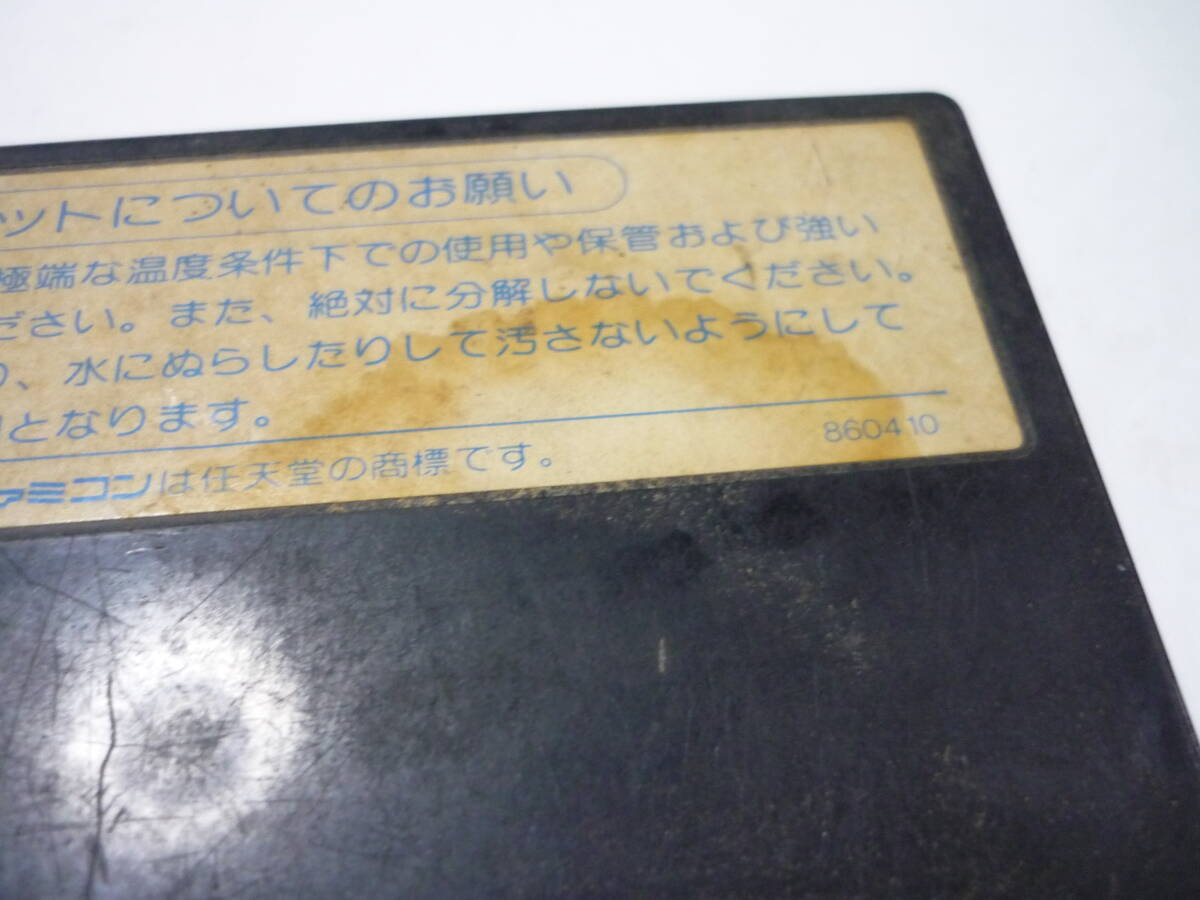 ットについてのお願い
極端な温度条件下での使用や保管および強い
ださい。また、絶対に分解しないでください。
、水にぬらしたりして汚さないようにして
となります。
860410
ァミコンは任天堂の商標です。